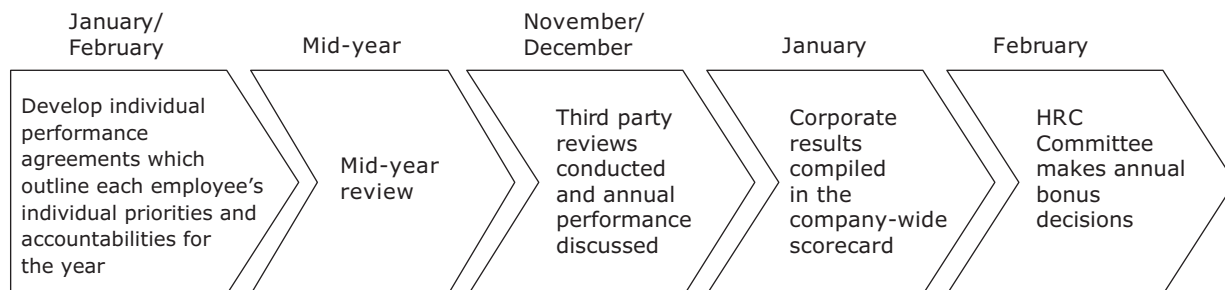 January/
February
Develop individual
performance
agreements which
outline each employee’s
individual priorities and
accountabilities for
the year
Mid-year
Mid-year
review
November/
December
Third party
reviews
conducted
and annual
performance
discussed
January
Corporate
results
compiled
in the
company-wide
scorecard
February
HRC
Committee
makes annual
bonus
decisions